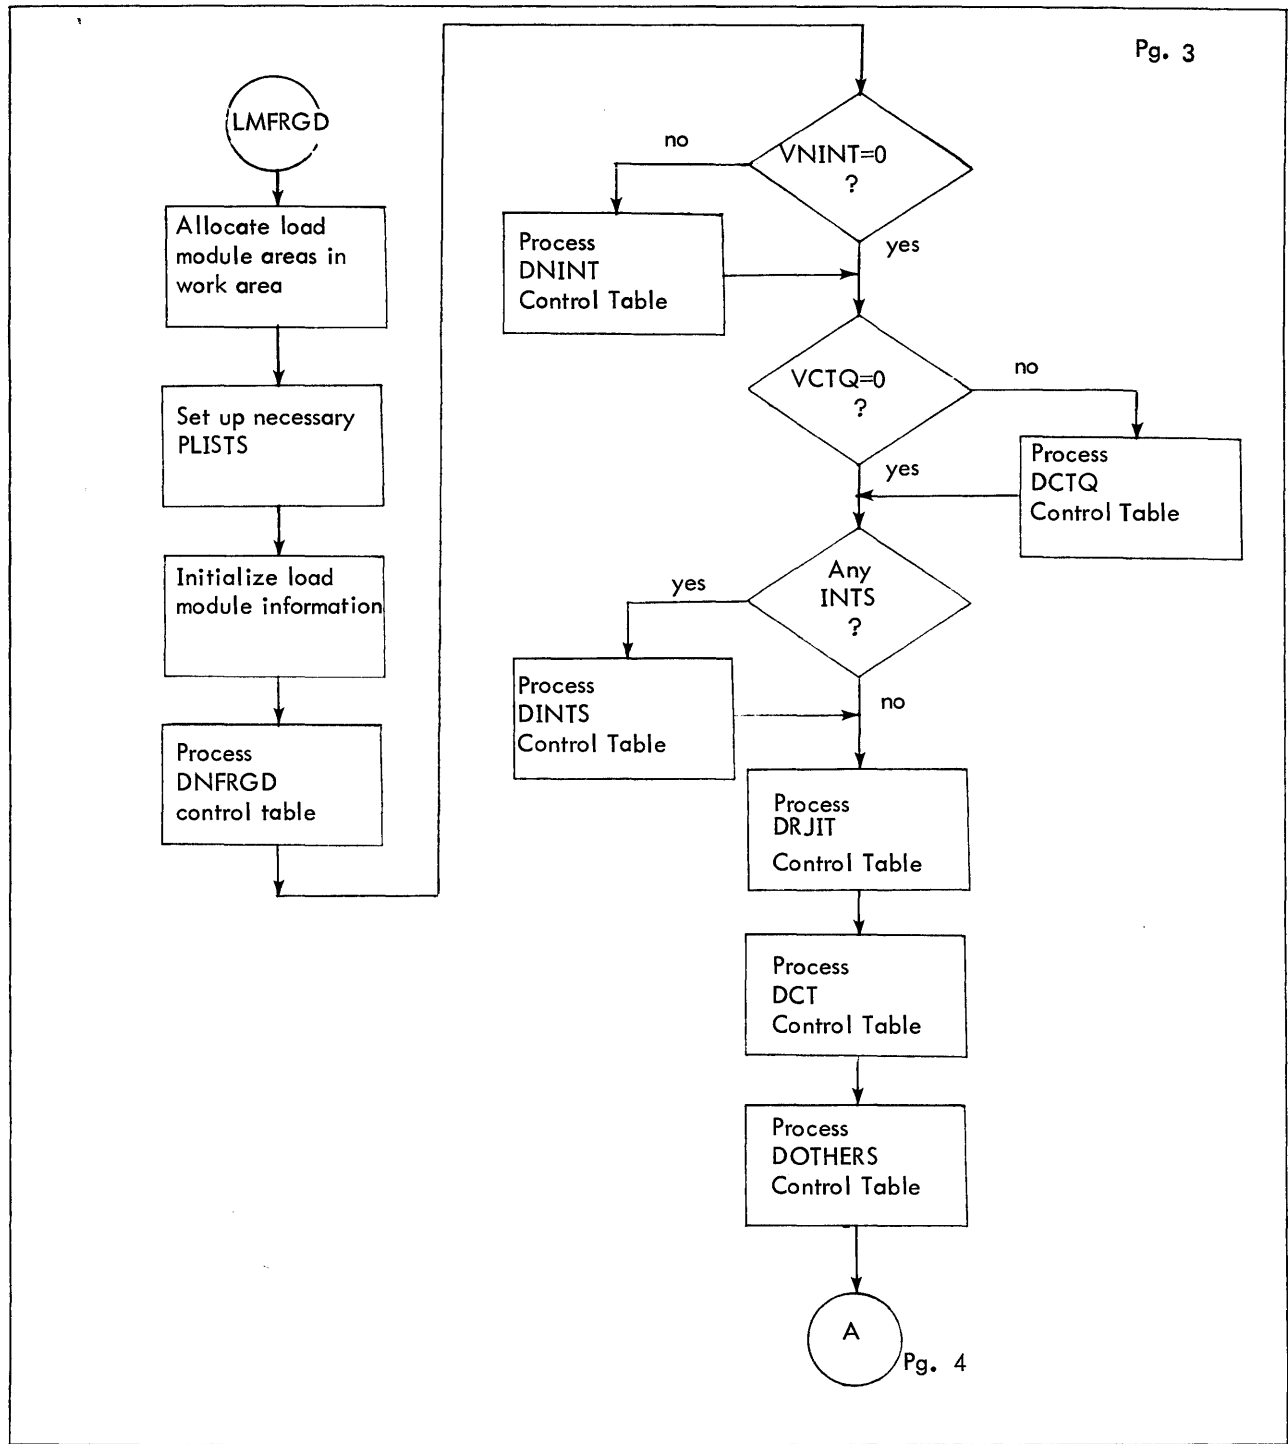 Pg. 3
LMFRGD
Allocate load
module areas in
work area
Set up necessary
PLISTS
Initialize load
module information
Process
DNFRGD
control table
VNINT=0
?
no
yes
Process
DNINT
Control Table
VCTQ=0
?
no
yes
Process
DCTQ
Control Table
Any
INTS
?
yes
no
Process
DINTS
Control Table
Process
DRJIT
Control Table
Process
DCT
Control Table
Process
DOTHERS
Control Table
A
Pg. 4